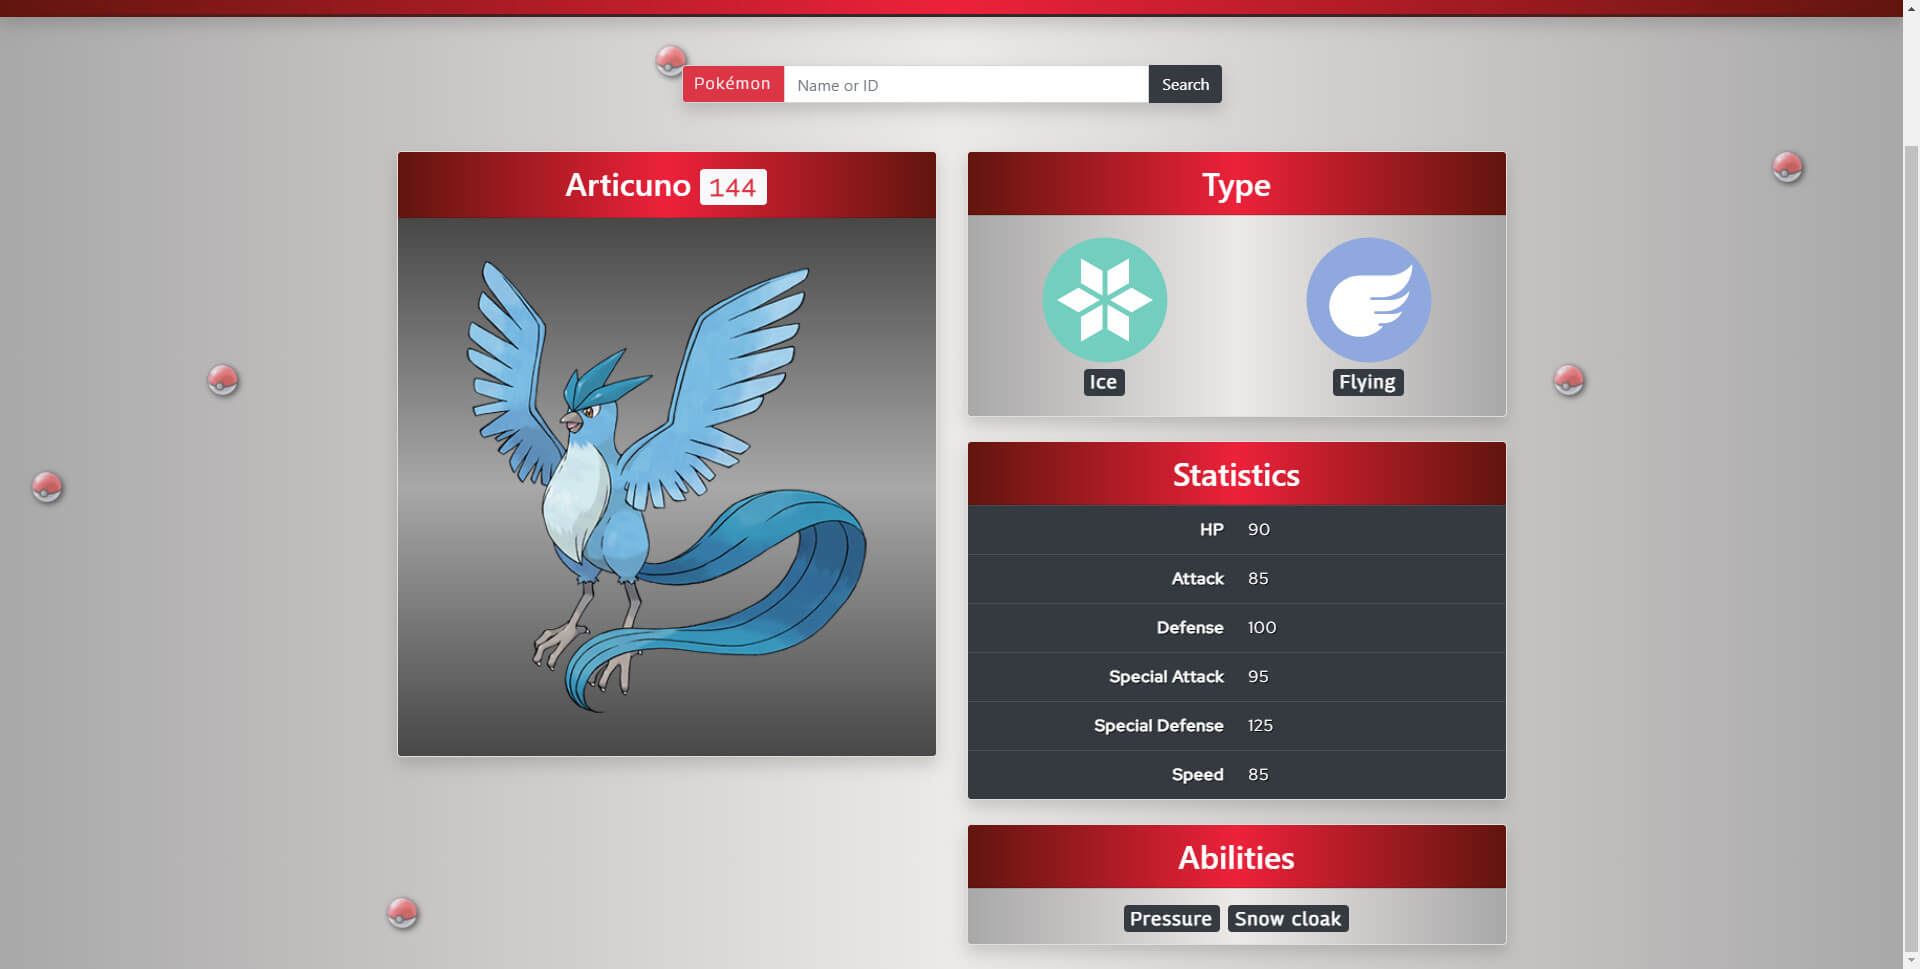 Pokémon Name or ID Search
Articuno 144
Type
Ice Flying
Statistics
HP 90
Attack 85
Defense 100
Special Attack 95
Special Defense 125
Speed 85
Abilities
Pressure Snow cloak